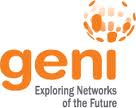 geni
Exploring Networks
of the Future